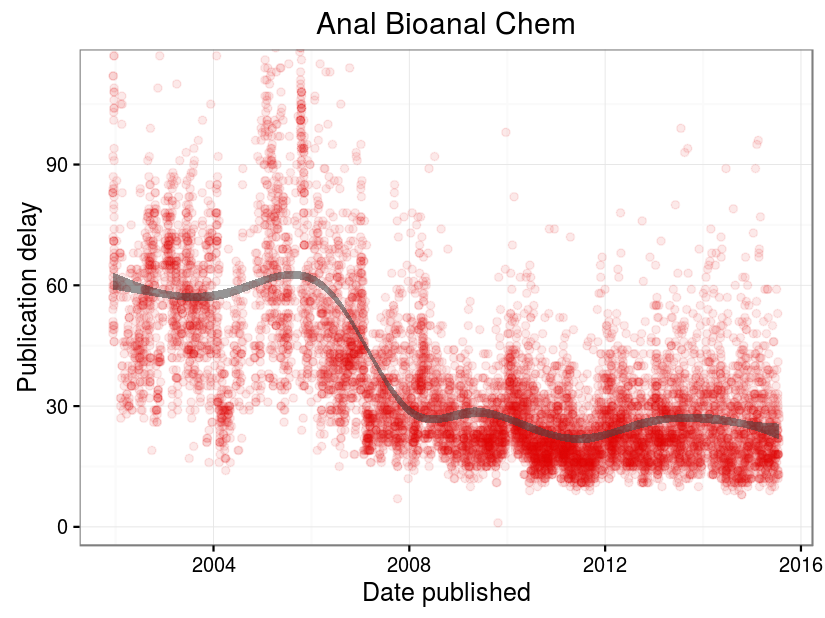 Anal Bioanal Chem
Publication delay
90
60
30
0
2004
2008
2012
2016
Date published